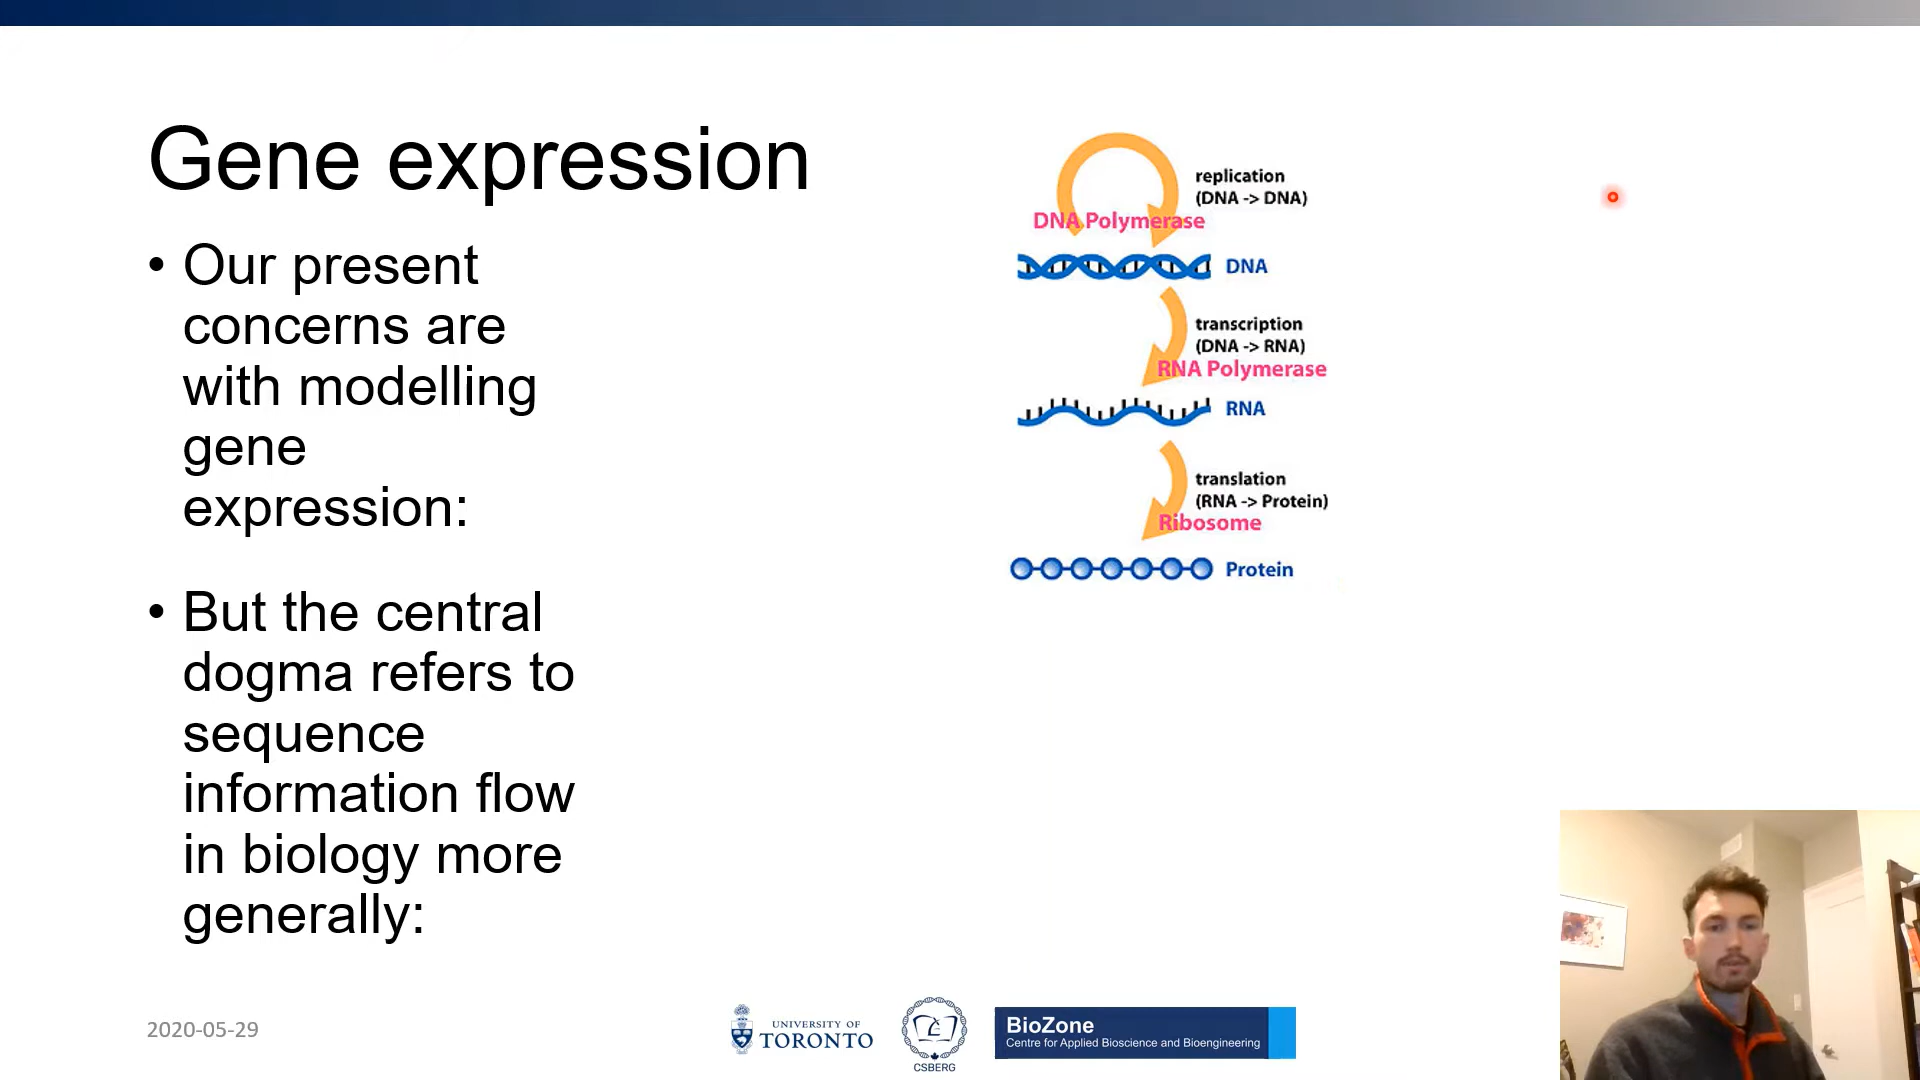 Gene expression
• Our present
concerns are
with modelling
gene
expression:
• But the central
dogma refers to
sequence
information flow
in biology more
generally:
replication
(DNA -> DNA)
DNA Polymerase
DNA
transcription
(DNA -> RNA)
RNA Polymerase
RNA
translation
(RNA -> Protein)
Ribosome
Protein
2020-05-29
UNIVERSITY OF
TORONTO
CSBERG
BioZone
Centre for Applied Bioscience and Bioengineering